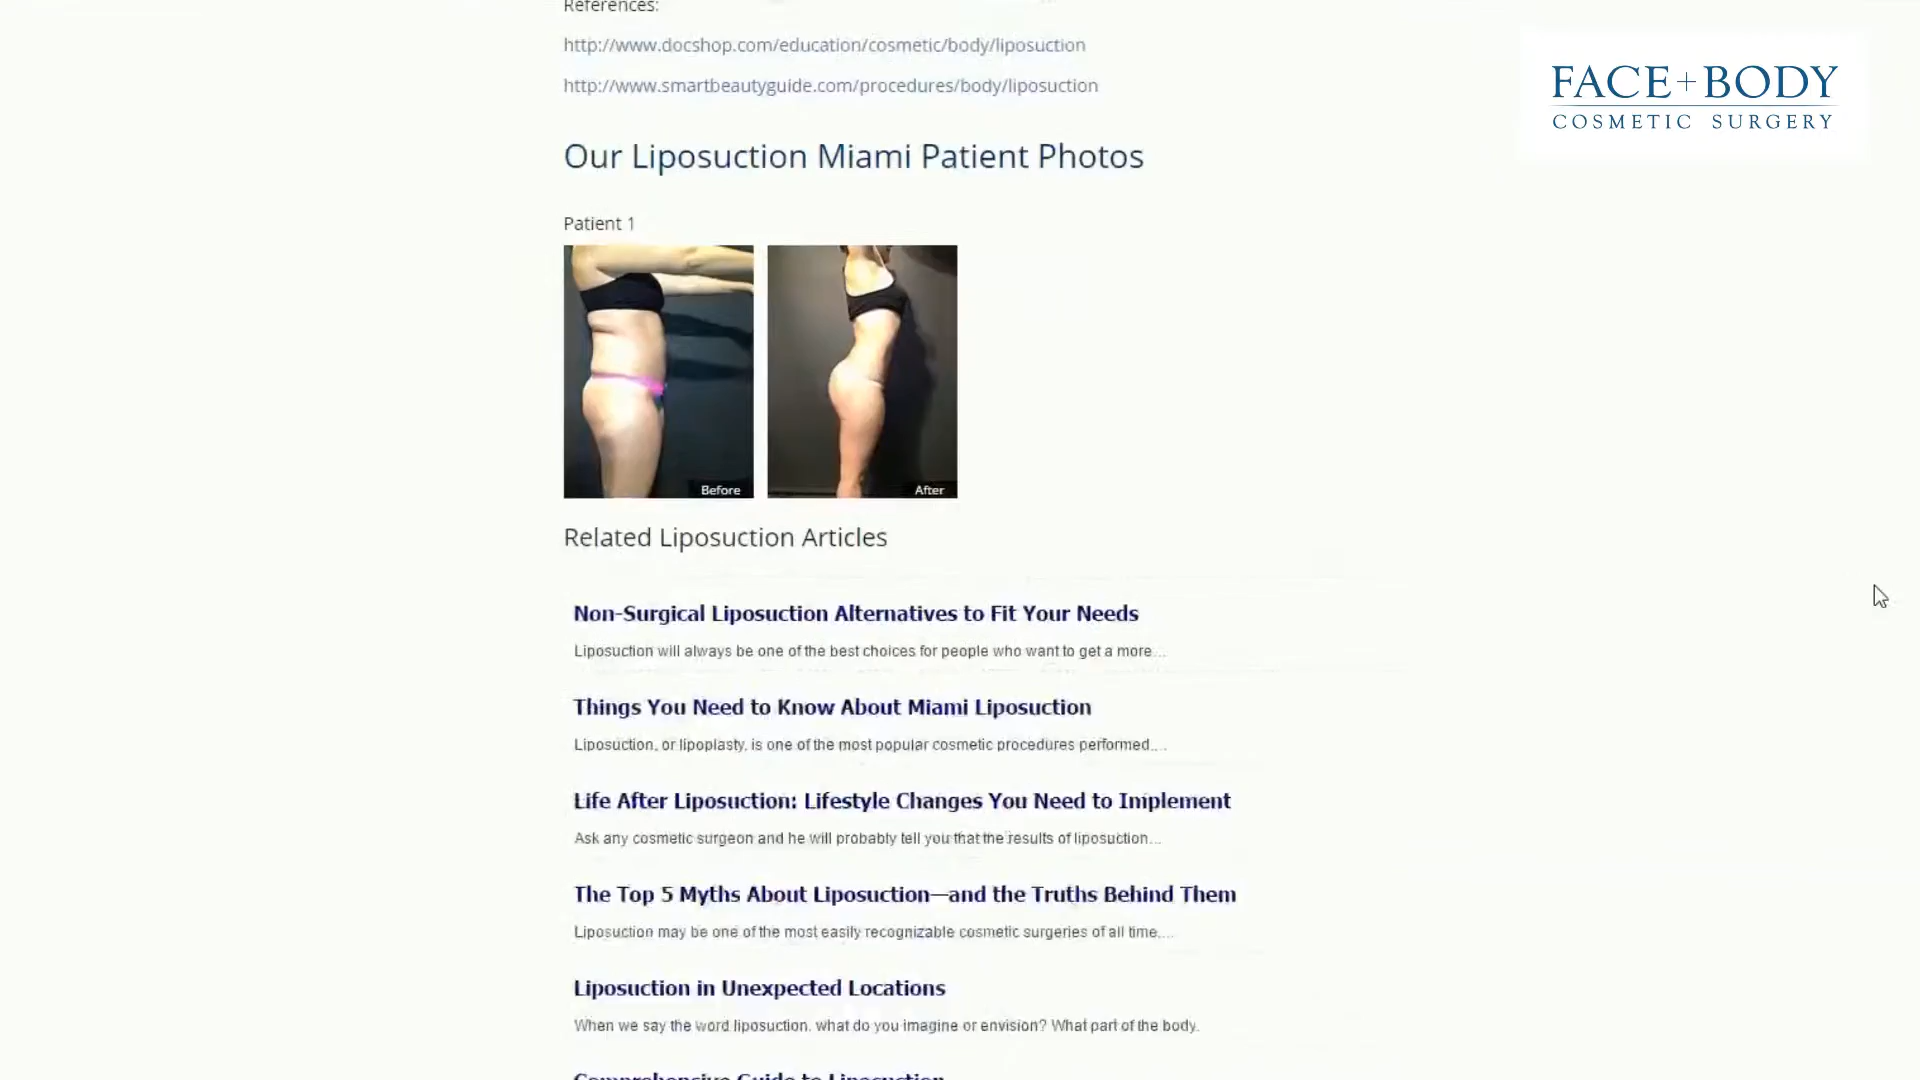 References:
http://www.docshop.com/education/cosmetic/body/liposuction
http://www.smartbeautyguide.com/procedures/body/liposuction
FACE+BODY
COSMETIC SURGERY
Our Liposuction Miami Patient Photos
Patient 1
Before
After
Related Liposuction Articles
Non-Surgical Liposuction Alternatives to Fit Your Needs
Liposuction will always be one of the best choices for people who want to get a more...
Things You Need to Know About Miami Liposuction
Liposuction, or lipoplasty, is one of the most popular cosmetic procedures performed....
Life After Liposuction: Lifestyle Changes You Need to Implement
Ask any cosmetic surgeon and he will probably tell you that the results of liposuction...
The Top 5 Myths About Liposuction—and the Truths Behind Them
Liposuction may be one of the most easily recognizable cosmetic surgeries of all time....
Liposuction in Unexpected Locations
When we say the word liposuction, what do you imagine or envision? What part of the body.
Comprehensive Guide to Liposuction